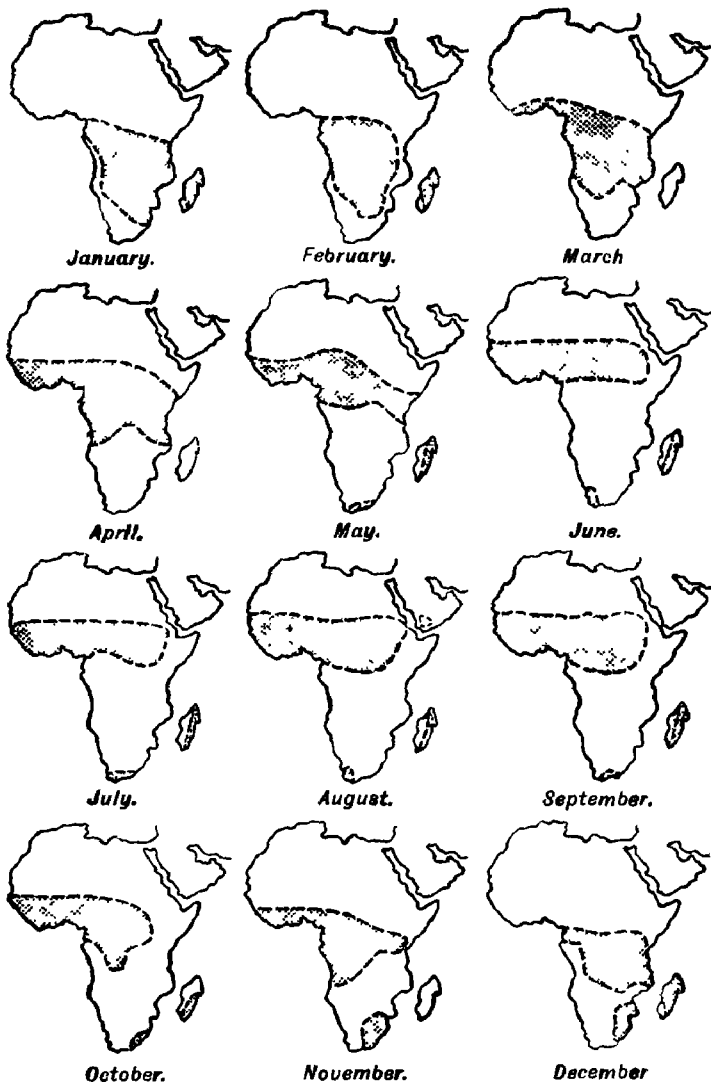 January.
February.
March
April.
May.
June.
July.
August.
September.
October.
November.
December